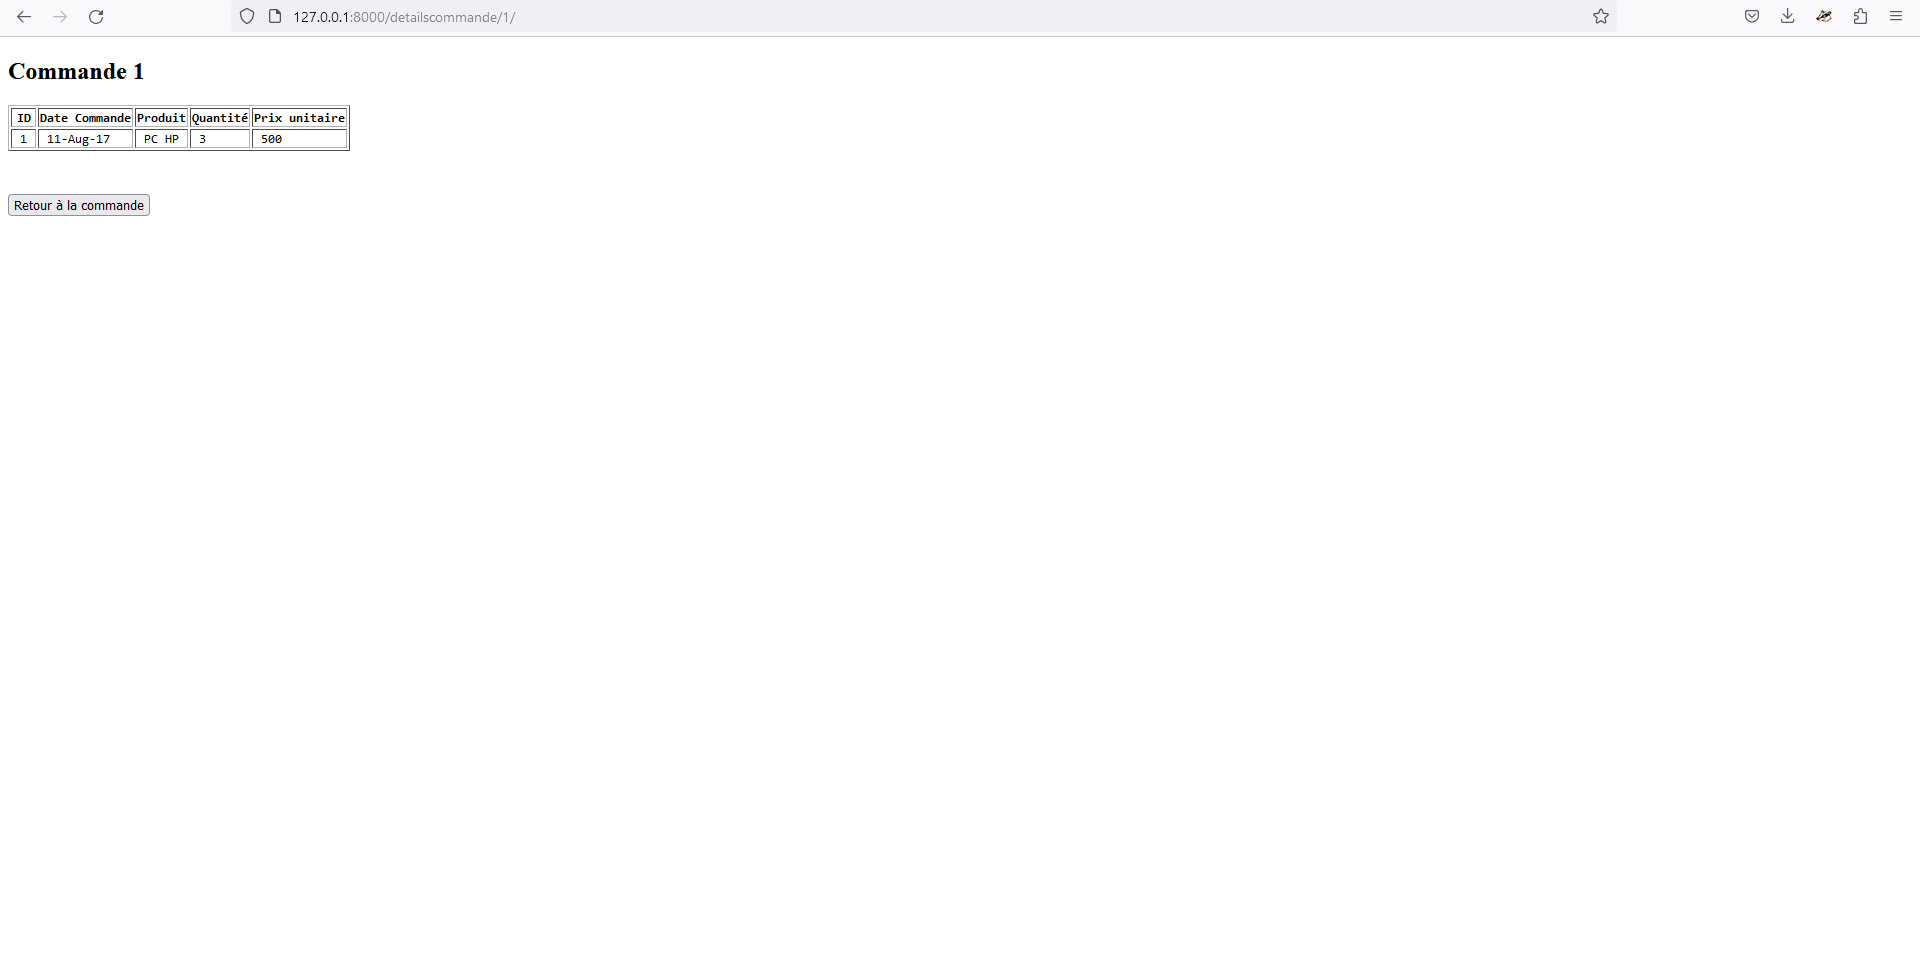 127.0.0.1:8000/detailscommande/1/
Commande 1
ID Date Commande Produit Quantité Prix unitaire
1 11-Aug-17 PC HP 3 500
Retour à la commande